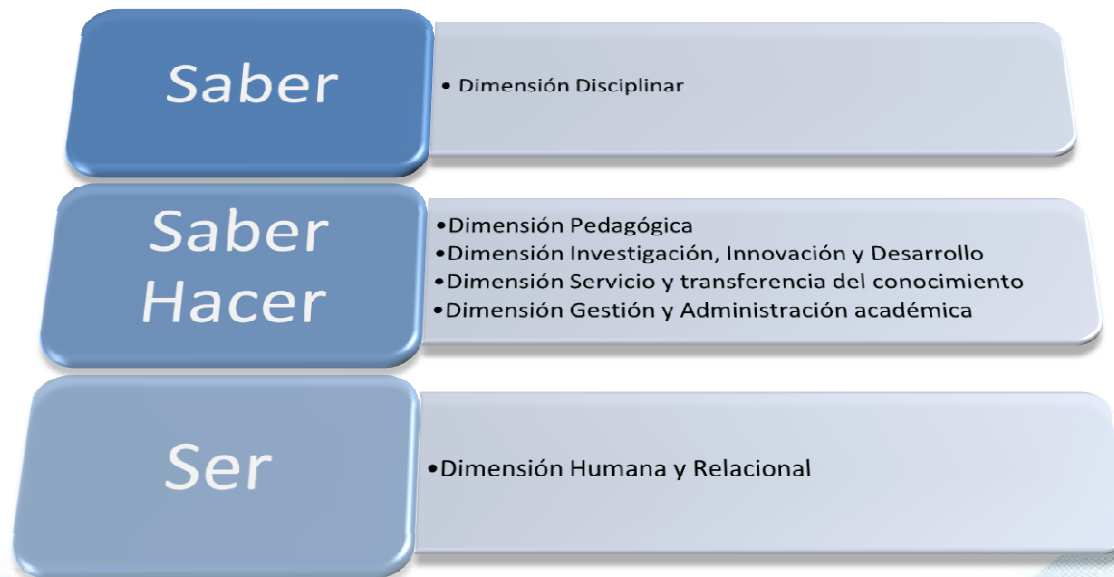 Saber
• Dimensión Disciplinar
Saber
Hacer
•Dimensión Pedagógica
•Dimensión Investigación, Innovación y Desarrollo
•Dimensión Servicio y transferencia del conocimiento
•Dimensión Gestión y Administración académica
Ser
•Dimensión Humana y Relacional